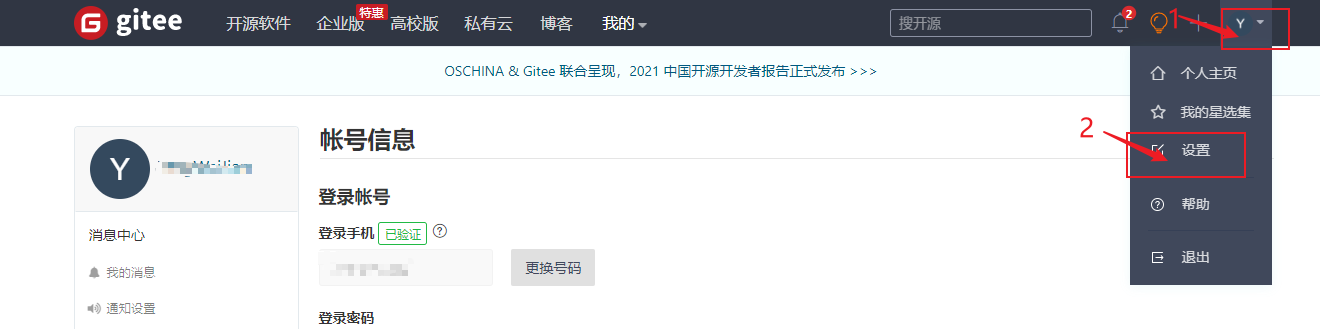 gitee 开源软件 企业版 特惠 高校版 私有云 博客 我的 搜开源 2 1 Y
OSCHINA & Gitee 联合呈现，2021 中国开源开发者报告正式发布 >>>
个人主页
我的星选集
2
设置
帮助
退出
帐号信息
Y
消息中心
我的消息
通知设置
登录帐号
登录手机 已验证
更换号码
登录密码